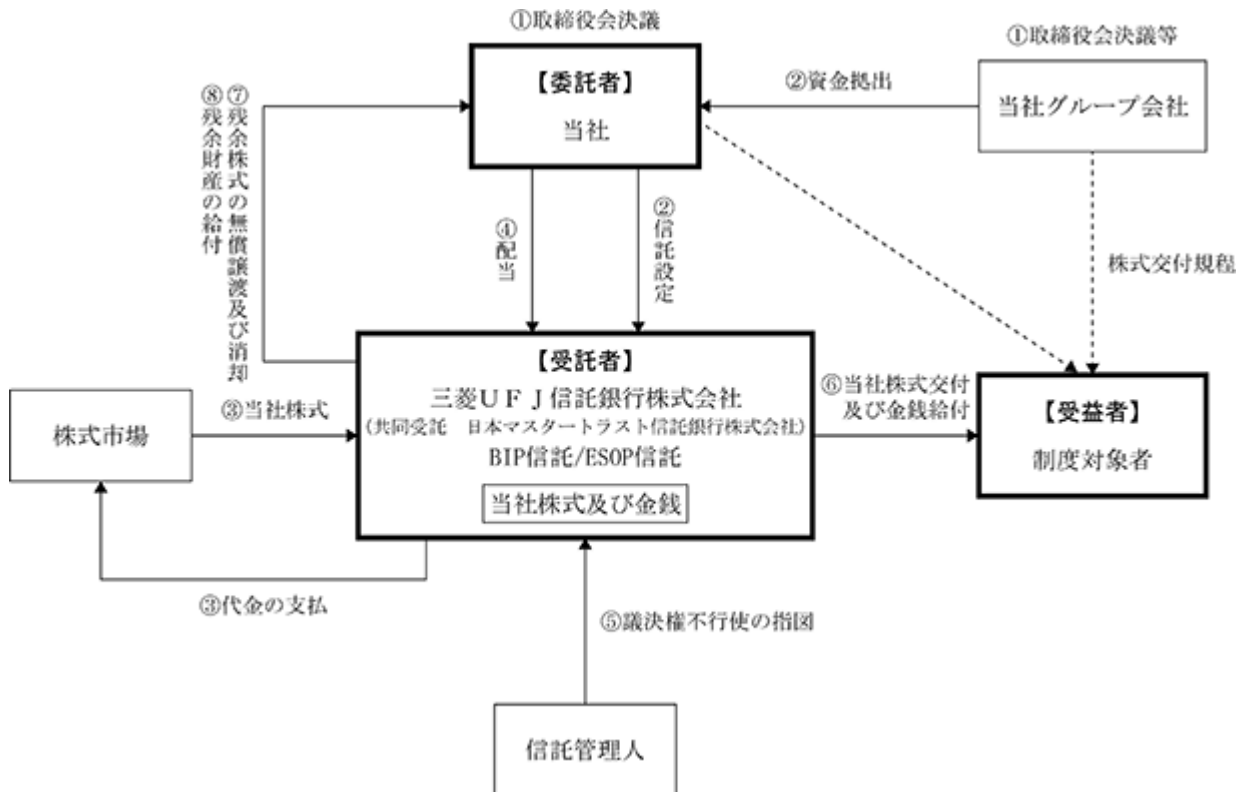 ①取締役会決議
①取締役会決議等
【委託者】
当社
②資金拠出
当社グループ会社
⑦残余株式の無償譲渡及び消却
⑧残余財産の給付
④配当
②信託設定
株式交付規程
【受託者】
三菱ＵＦＪ信託銀行株式会社
(共同受託　日本マスタートラスト信託銀行株式会社)
BIP信託/ESOP信託
当社株式及び金銭
株式市場
③当社株式
⑥当社株式交付
及び金銭給付
【受益者】
制度対象者
③代金の支払
⑤議決権不行使の指図
信託管理人